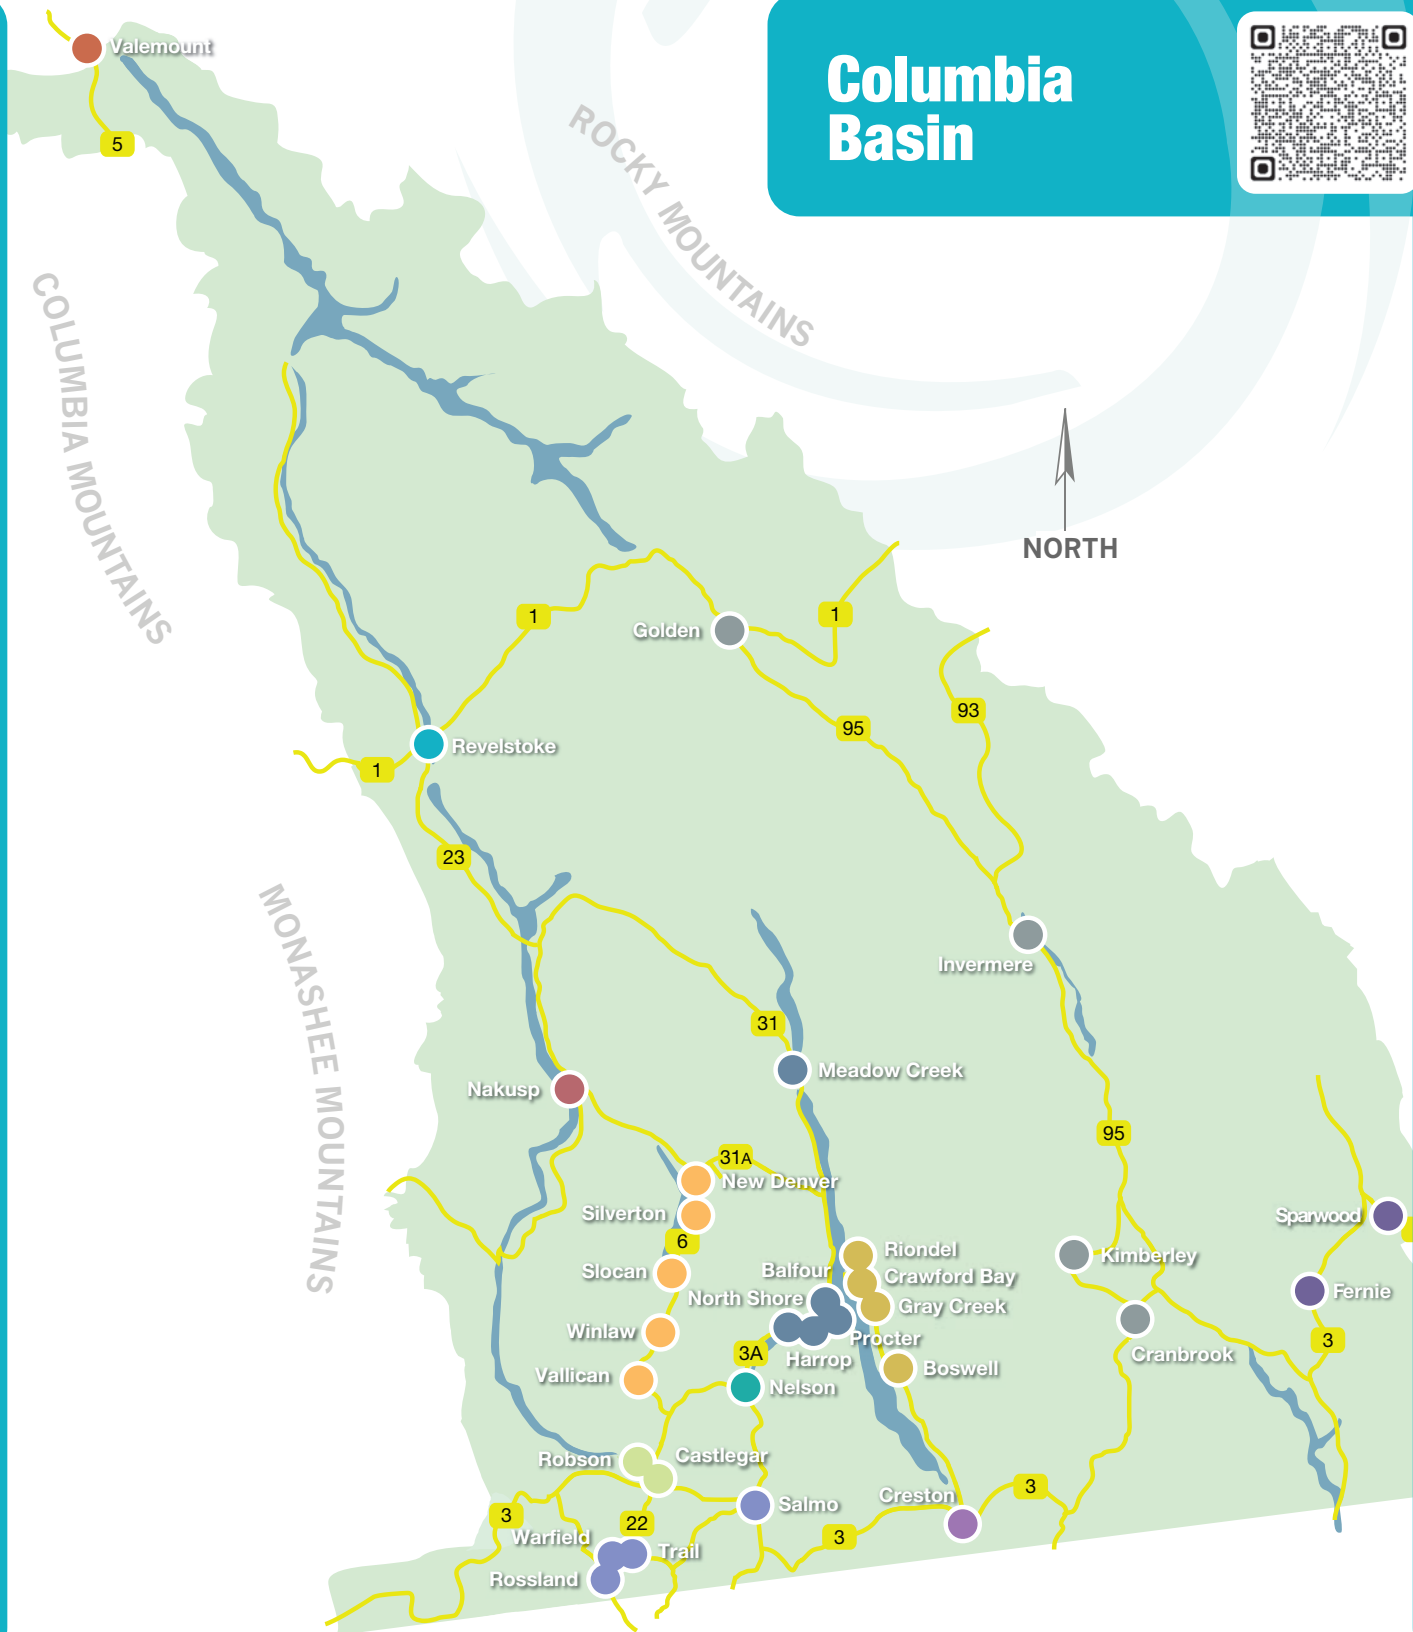 Valemount
5
Columbia
Basin
ROCKY MOUNTAINS
COLUMBIA MOUNTAINS
NORTH
1
Golden
1
93
95
Revelstoke
1
23
MONASHEE MOUNTAINS
Invermere
31
Meadow Creek
Nakusp
95
31A
New Denver
Silverton
Sparwood
6
Riondel
Kimberley
Slocan
Balfour
Crawford Bay
North Shore
Gray Creek
Fernie
Winlaw
Procter
3
3A
Harrop
Cranbrook
Vallican
Nelson
Boswell
Robson
Castlegar
3
Creston
Salmo
3
22
Warfield
3
Trail
Rossland